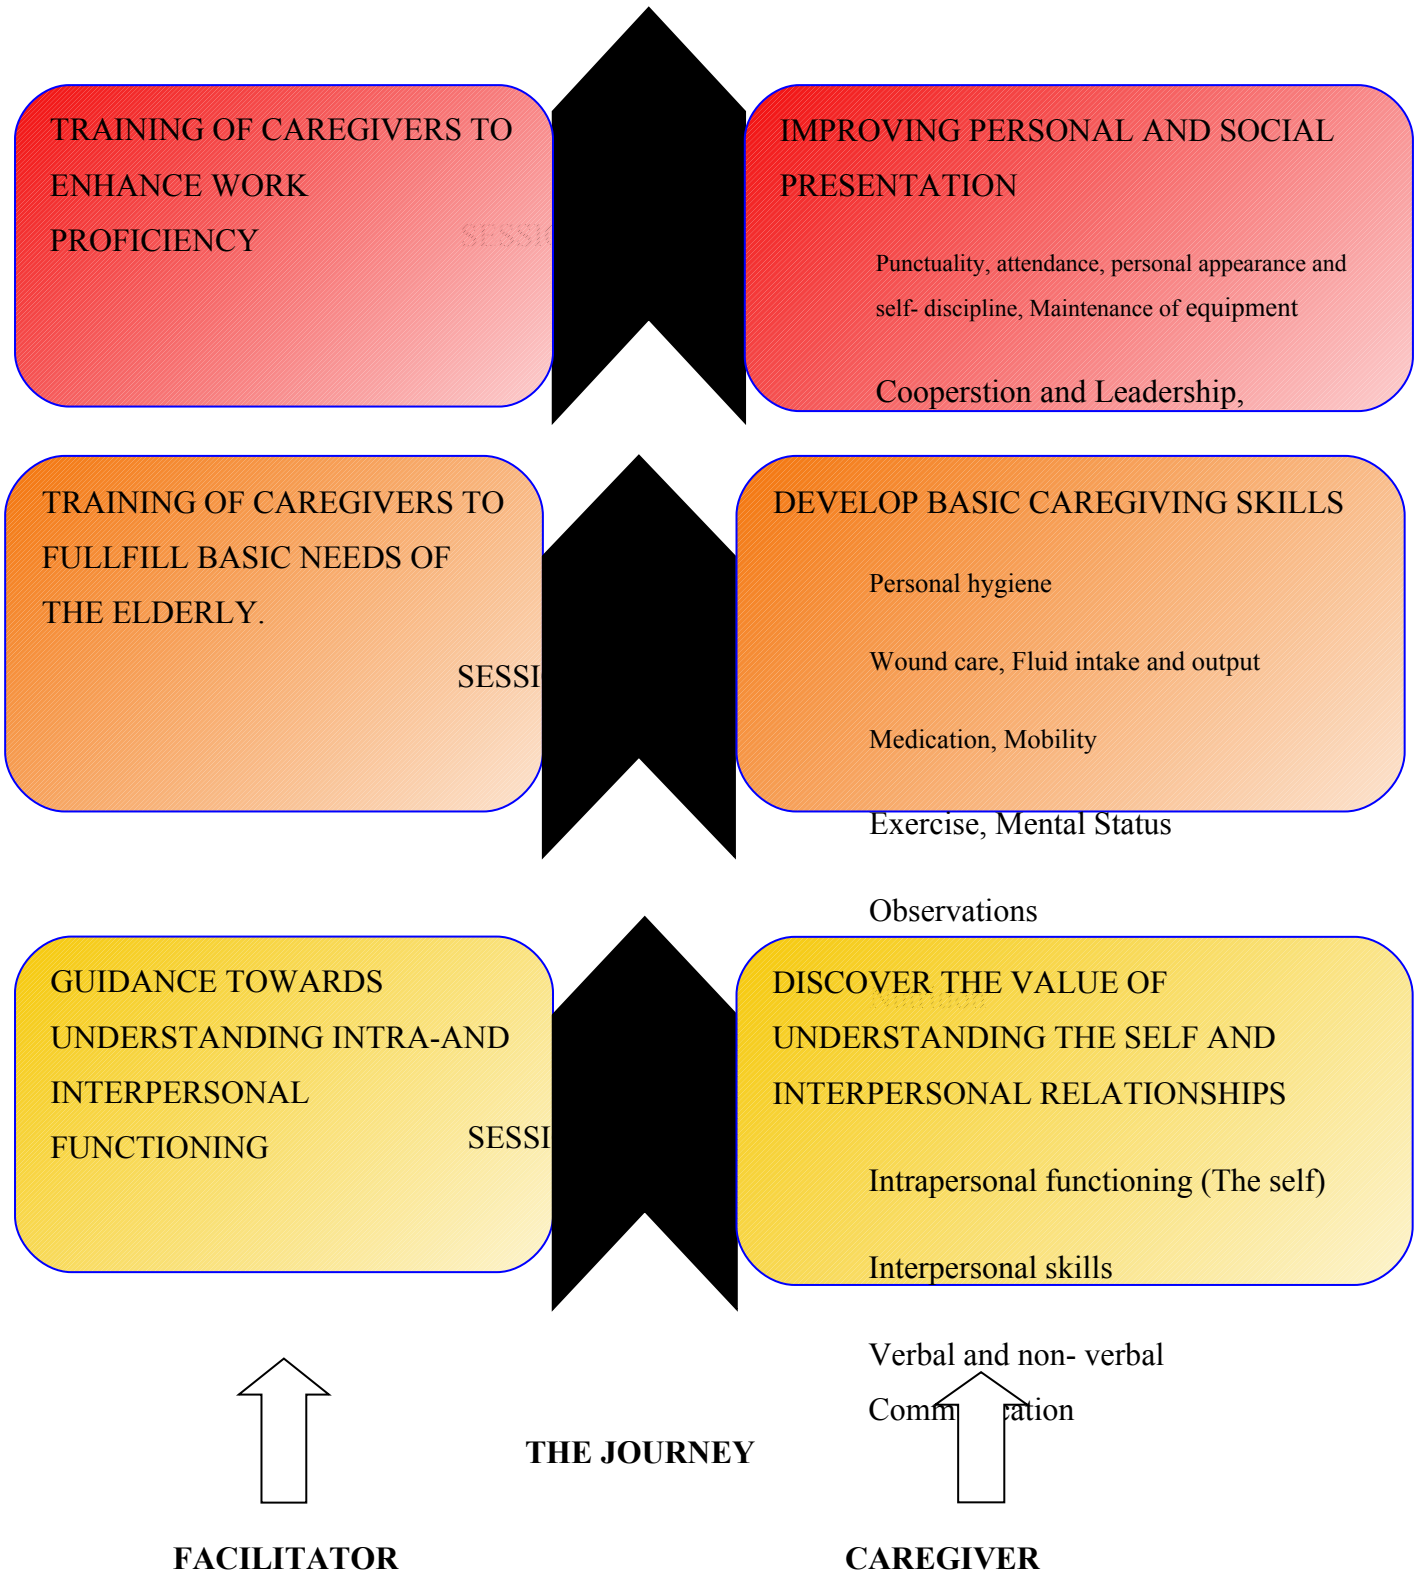 TRAINING OF CAREGIVERS TO
ENHANCE WORK
PROFICIENCY
IMPROVING PERSONAL AND SOCIAL
PRESENTATION
Punctuality, attendance, personal appearance and
self- discipline, Maintenance of equipment
Cooperstion and Leadership,
TRAINING OF CAREGIVERS TO
FULLFILL BASIC NEEDS OF
THE ELDERLY.
SESSI
DEVELOP BASIC CAREGIVING SKILLS
Personal hygiene
Wound care, Fluid intake and output
Medication, Mobility
Exercise, Mental Status
Observations
Nutrition
GUIDANCE TOWARDS
UNDERSTANDING INTRA-AND
INTERPERSONAL
FUNCTIONING
SESSI
DISCOVER THE VALUE OF
UNDERSTANDING THE SELF AND
INTERPERSONAL RELATIONSHIPS
Intrapersonal functioning (The self)
Interpersonal skills
Verbal and non- verbal
THE JOURNEY
FACILITATOR
CAREGIVER